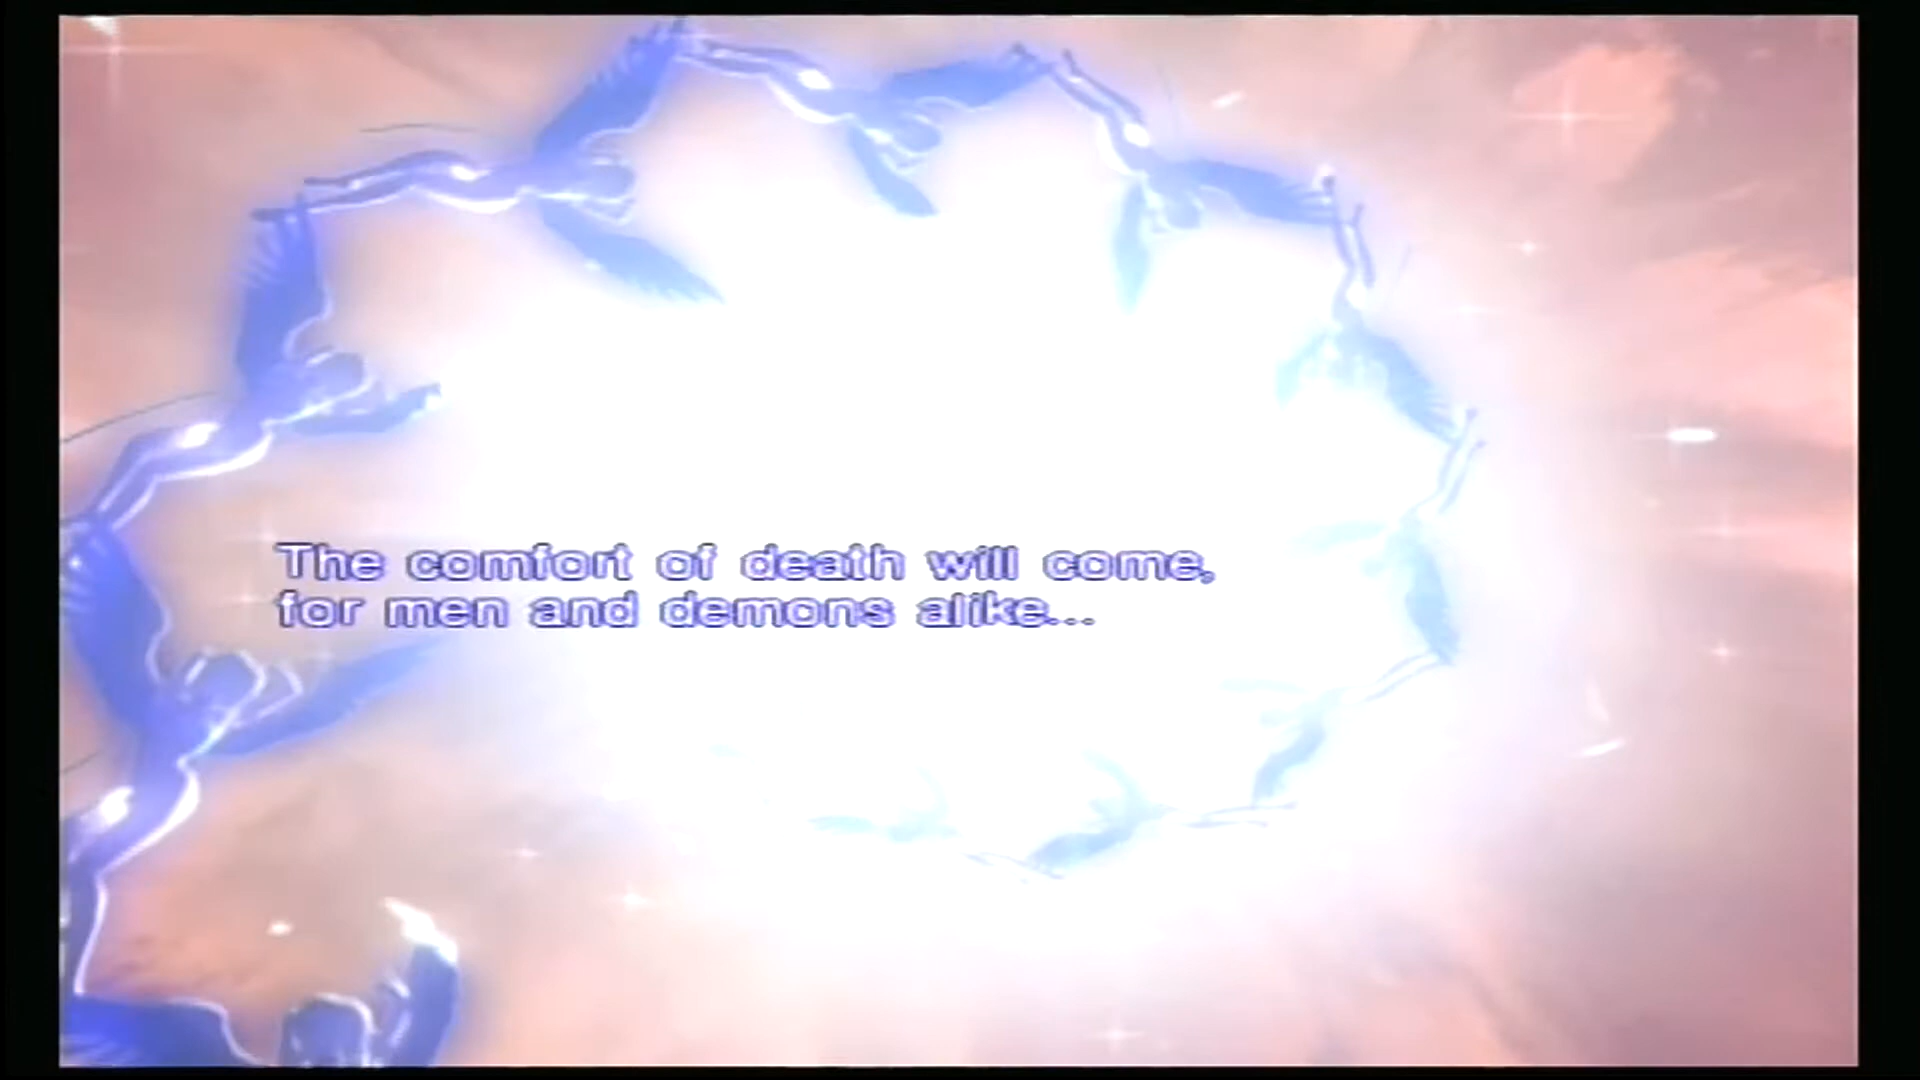 The comfort of death will come,
for men and demons alike...